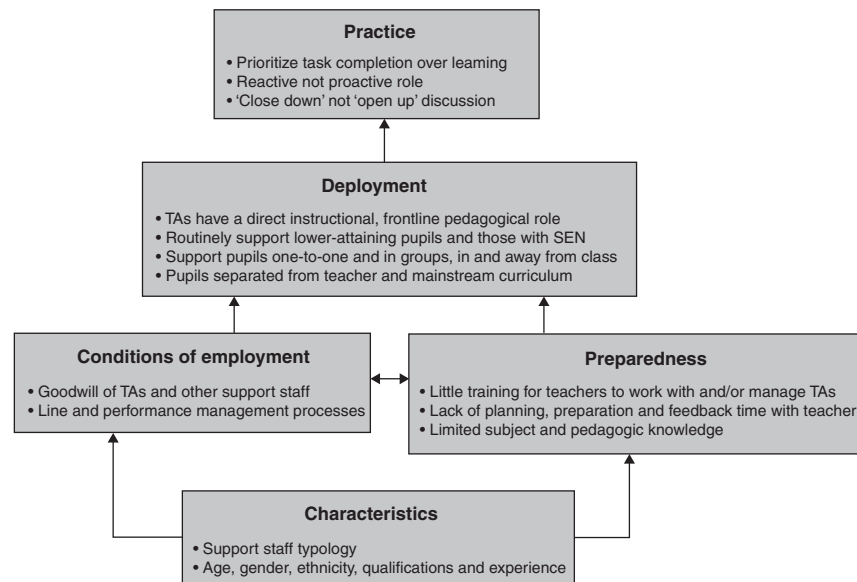 Practice
• Prioritize task completion over learning
• Reactive not proactive role
• ‘Close down’ not ‘open up’ discussion
Deployment
• TAs have a direct instructional, frontline pedagogical role
• Routinely support lower-attaining pupils and those with SEN
• Support pupils one-to-one and in groups, in and away from class
• Pupils separated from teacher and mainstream curriculum
Conditions of employment
• Goodwill of TAs and other support staff
• Line and performance management processes
Preparedness
• Little training for teachers to work with and/or manage TAs
• Lack of planning, preparation and feedback time with teacher
• Limited subject and pedagogic knowledge
Characteristics
• Support staff typology
• Age, gender, ethnicity, qualifications and experience